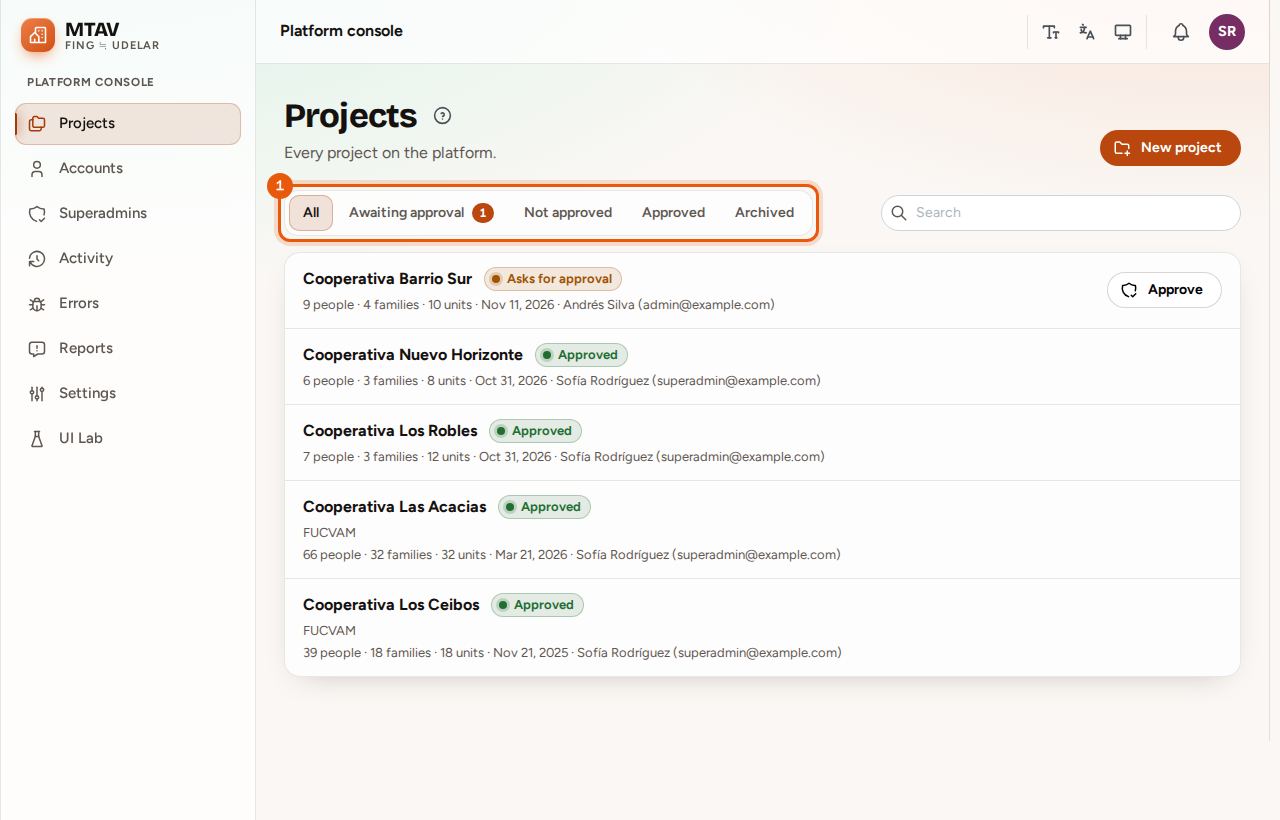 MTAV
FING ≒ UDELAR
PLATFORM CONSOLE
Projects
Accounts
Superadmins
Activity
Errors
Reports
Settings
UI Lab
Platform console
SR
Projects
Every project on the platform.
New project
1
All
Awaiting approval 1
Not approved
Approved
Archived
Search
Cooperativa Barrio Sur Asks for approval
9 people · 4 families · 10 units · Nov 11, 2026 · Andrés Silva (admin@example.com)
Approve
Cooperativa Nuevo Horizonte Approved
6 people · 3 families · 8 units · Oct 31, 2026 · Sofía Rodríguez (superadmin@example.com)
Cooperativa Los Robles Approved
7 people · 3 families · 12 units · Oct 31, 2026 · Sofía Rodríguez (superadmin@example.com)
Cooperativa Las Acacias Approved
FUCVAM
66 people · 32 families · 32 units · Mar 21, 2026 · Sofía Rodríguez (superadmin@example.com)
Cooperativa Los Ceibos Approved
FUCVAM
39 people · 18 families · 18 units · Nov 21, 2025 · Sofía Rodríguez (superadmin@example.com)